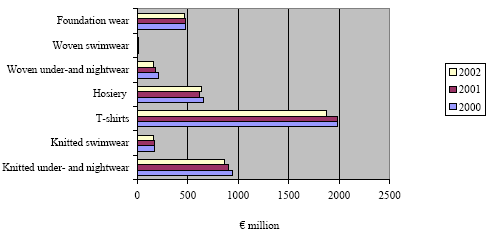 Foundation wear
Woven swimwear
Woven under-and nightwear
Hosiery
T-shirts
Knitted swimwear
Knitted under- and nightwear
0 500 1000 1500 2000 2500
€ million
2002
2001
2000